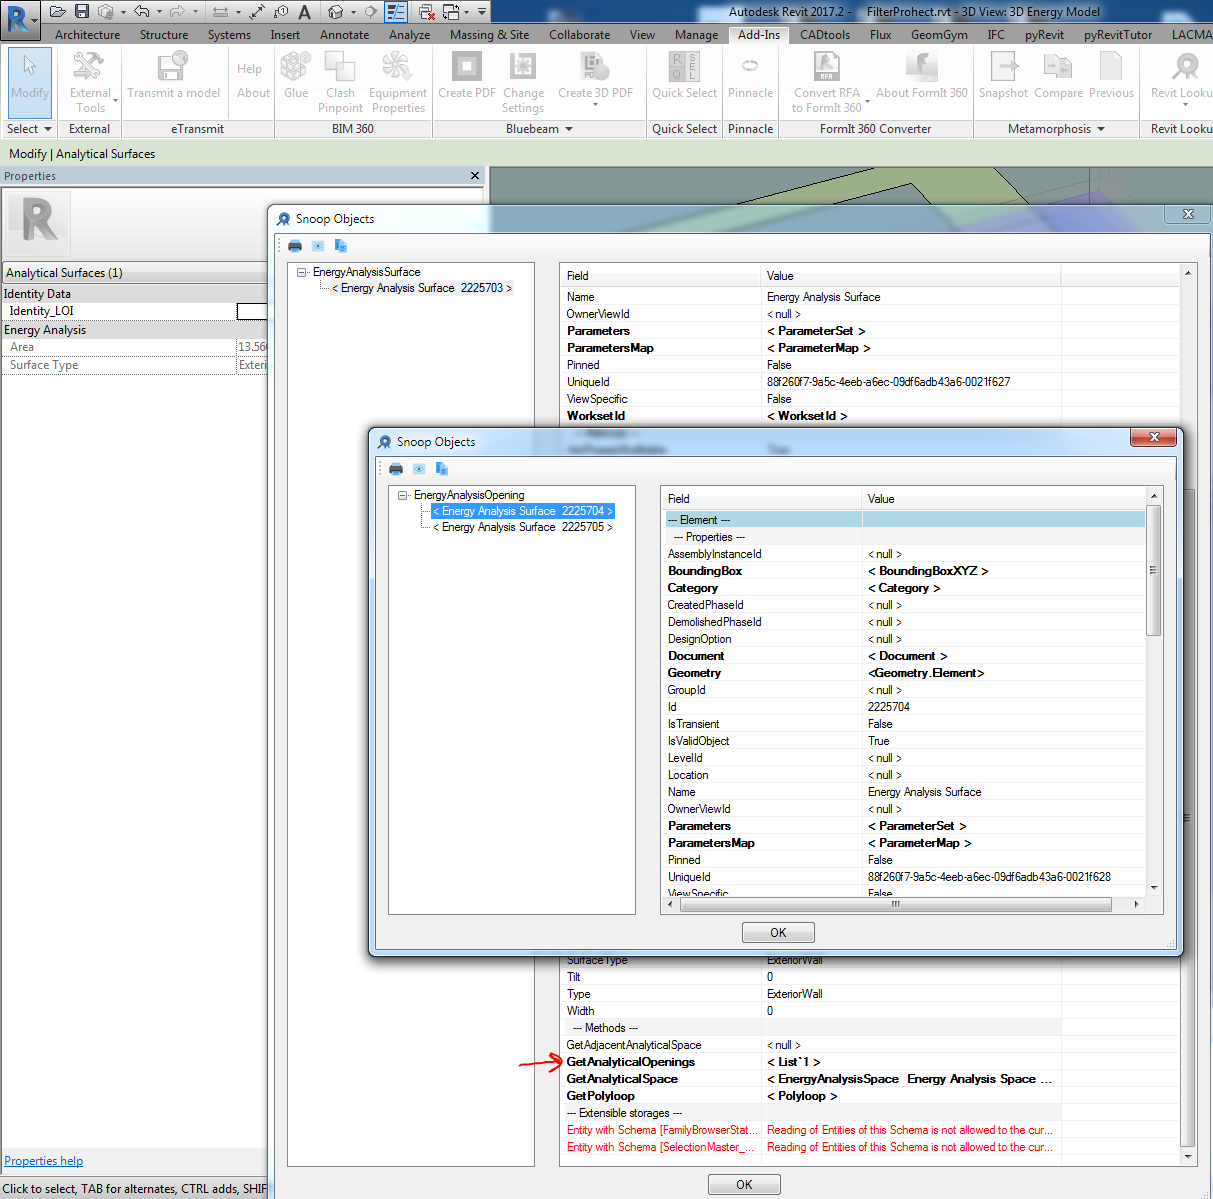 Autodesk Revit 2017.2 - FilterProhect.rvt - 3D View: 3D Energy Model
Architecture Structure Systems Insert Annotate Analyze Massing & Site Collaborate View Manage Add-Ins CADtools Flux GeomGym IFC pyRevit pyRevitTutor LACMA
Modify
External Tools
Transmit a model
Help
About
Glue
Clash Pinpoint
Equipment Properties
Create PDF
Change Settings
Create 3D PDF
Quick Select
Pinnacle
Convert RFA to FormIt 360
About FormIt 360
Snapshot
Compare
Previous
Revit Looku
Select External eTransmit BIM 360 Bluebeam Quick Select Pinnacle FormIt 360 Converter Metamorphosis Revit Looku
Modify | Analytical Surfaces
Properties
Analytical Surfaces (1)
Identity Data
Identity_LOI
Energy Analysis
Area 13.56
Surface Type Exteri
Properties help
Click to select, TAB for alternates, CTRL adds, SHIF
Snoop Objects
EnergyAnalysisSurface
< Energy Analysis Surface 2225703 >
Field Value
Name Energy Analysis Surface
OwnerViewId < null >
Parameters < ParameterSet >
ParametersMap < ParameterMap >
Pinned False
UniqueId 88f260f7-9a5c-4eeb-a6ec-09df6adb43a6-0021f627
ViewSpecific False
WorksetId < WorksetId >
Snoop Objects
EnergyAnalysisOpening
< Energy Analysis Surface 2225704 >
< Energy Analysis Surface 2225705 >
Field Value
--- Element ---
--- Properties ---
AssemblyInstanceId < null >
BoundingBox < BoundingBoxXYZ >
Category < Category >
CreatedPhaseId < null >
DemolishedPhaseId < null >
DesignOption < null >
Document < Document >
Geometry <Geometry.Element>
GroupId < null >
Id 2225704
IsTransient False
IsValidObject True
LevelId < null >
Location < null >
Name Energy Analysis Surface
OwnerViewId < null >
Parameters < ParameterSet >
ParametersMap < ParameterMap >
Pinned False
UniqueId 88f260f7-9a5c-4eeb-a6ec-09df6adb43a6-0021f628
ViewSpecific False
OK
SurfaceType ExteriorWall
Tilt 0
Type ExteriorWall
Width 0
--- Methods ---
GetAdjacentAnalyticalSpace < null >
GetAnalyticalOpenings < List`1 >
GetAnalyticalSpace < EnergyAnalysisSpace Energy Analysis Space ...
GetPolyloop < Polyloop >
--- Extensible storages ---
Entity with Schema [FamilyBrowserStat... Reading of Entities of this Schema is not allowed to the cur...
Entity with Schema [SelectionMaster_... Reading of Entities of this Schema is not allowed to the cur...
OK